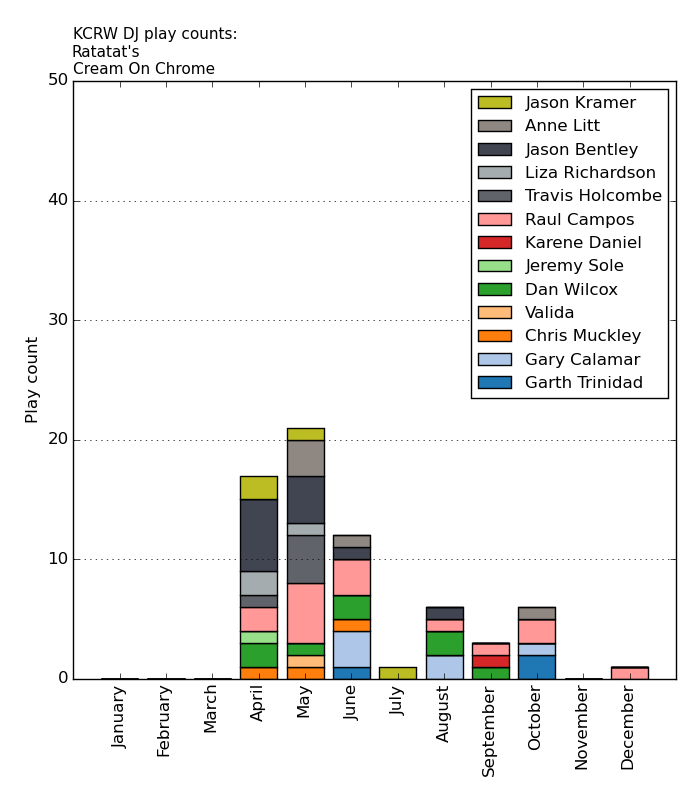 KCRW DJ play counts:
Ratatat's
Cream On Chrome
50
40
30
20
10
0
Play count
Jason Kramer
Anne Litt
Jason Bentley
Liza Richardson
Travis Holcombe
Raul Campos
Karene Daniel
Jeremy Sole
Dan Wilcox
Valida
Chris Muckley
Gary Calamar
Garth Trinidad
January
February
March
April
May
June
July
August
September
October
November
December